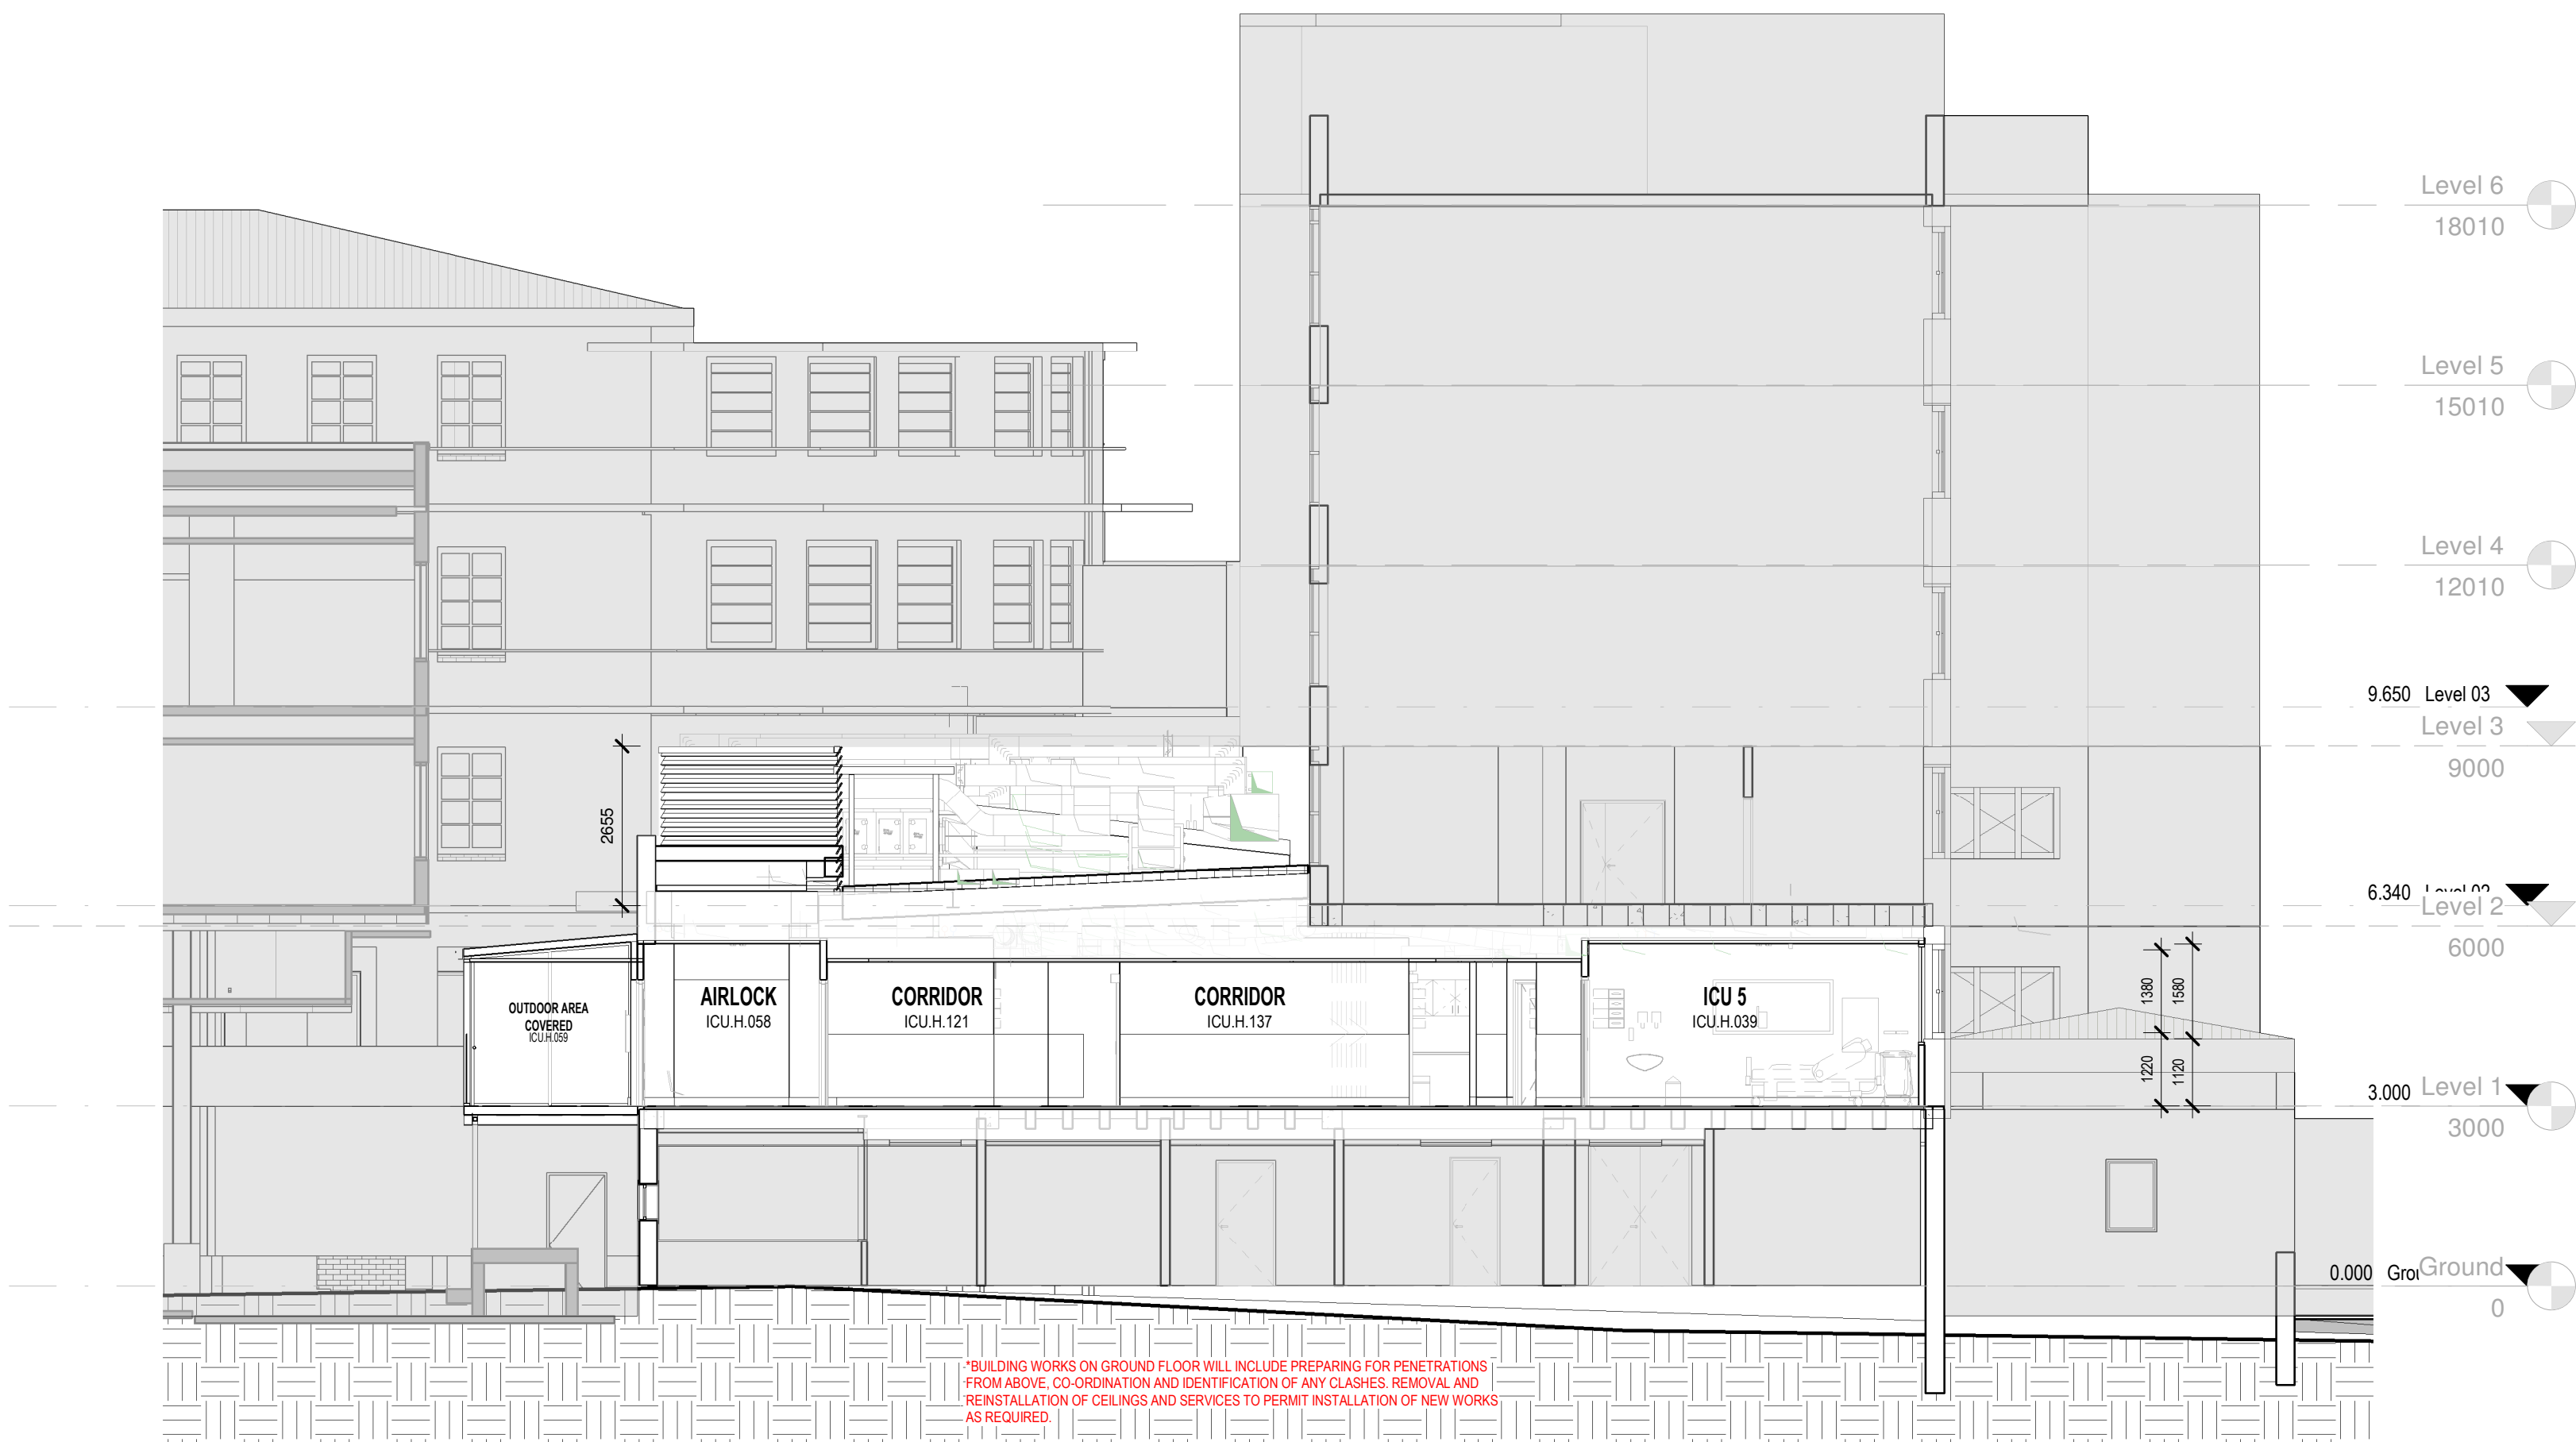 Level 6
18010
Level 5
15010
Level 4
12010
9.650 Level 03
Level 3
9000
2655
6.340
Level 2
6000
1380
1580
AIRLOCK
ICU.H.058
CORRIDOR
ICU.H.121
CORRIDOR
ICU.H.137
ICU 5
ICU.H.039
OUTDOOR AREA
COVERED
ICU.H.059
1220
1120
3.000 Level 1
3000
0.000 Ground
0
*BUILDING WORKS ON GROUND FLOOR WILL INCLUDE PREPARING FOR PENETRATIONS
FROM ABOVE, CO-ORDINATION AND IDENTIFICATION OF ANY CLASHES. REMOVAL AND
REINSTALLATION OF CEILINGS AND SERVICES TO PERMIT INSTALLATION OF NEW WORKS
AS REQUIRED.